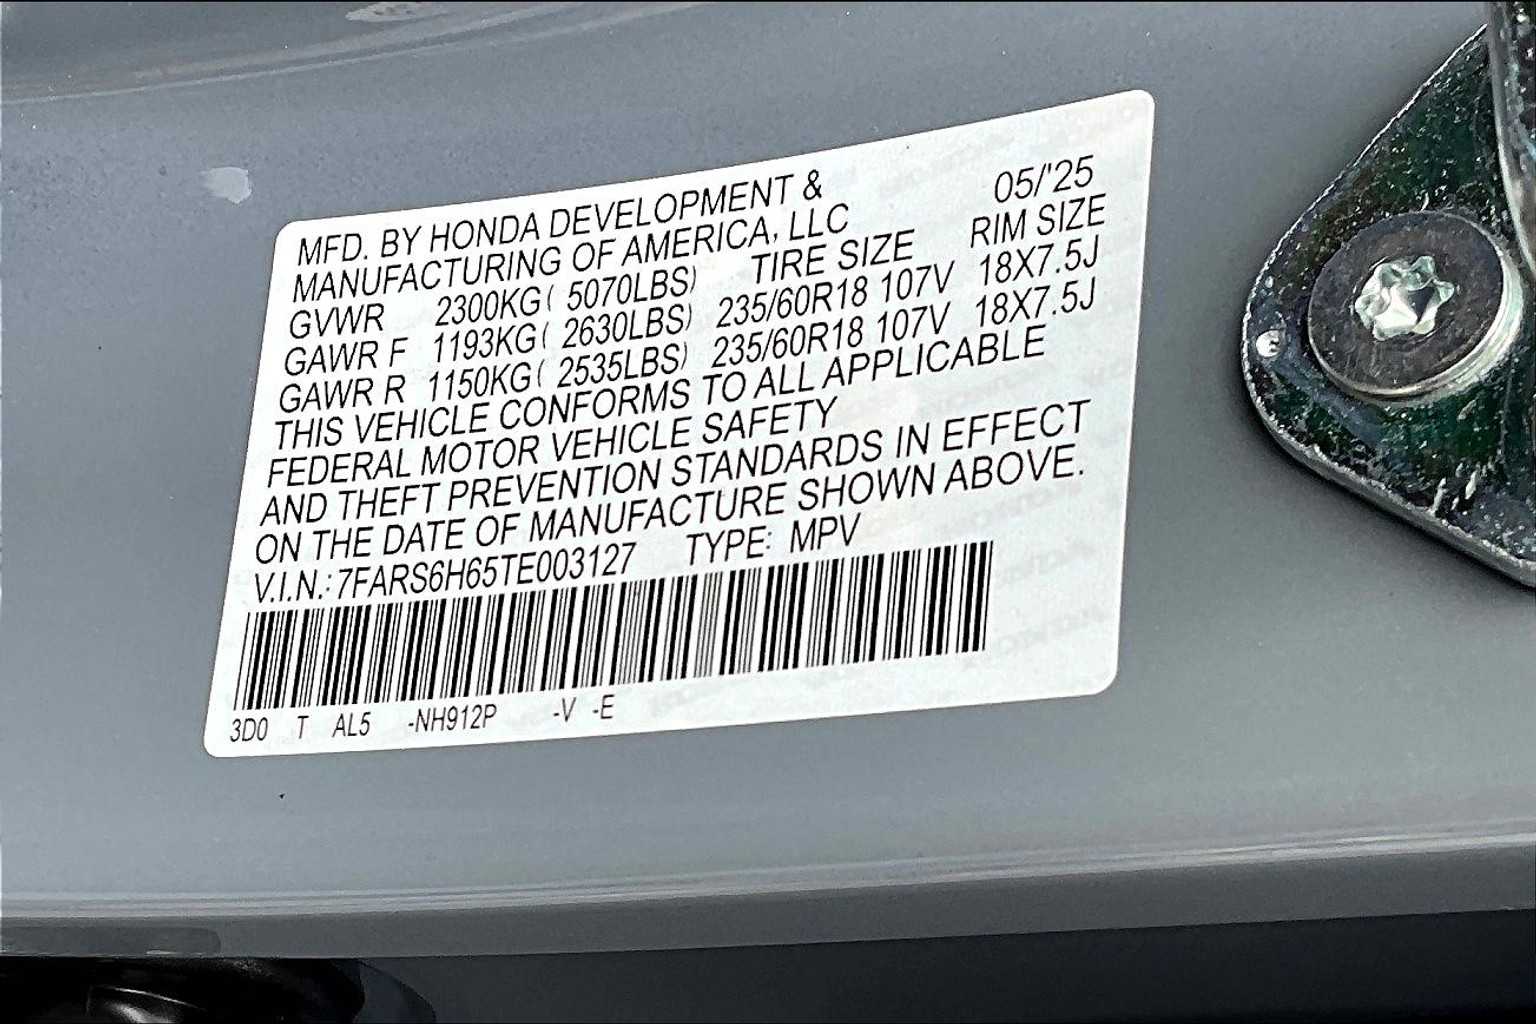 MFD. BY HONDA DEVELOPMENT & 05/'25
MANUFACTURING OF AMERICA, LLC
TIRE SIZE RIM SIZE
GVWR 2300KG( 5070LBS)
GAWR F 1193KG( 2630LBS) 235/60R18 107V 18X7.5J
GAWR R 1150KG( 2535LBS) 235/60R18 107V 18X7.5J
THIS VEHICLE CONFORMS TO ALL APPLICABLE
FEDERAL MOTOR VEHICLE SAFETY
AND THEFT PREVENTION STANDARDS IN EFFECT
ON THE DATE OF MANUFACTURE SHOWN ABOVE.
V.I.N.: 7FARS6H65TE003127 TYPE: MPV
3D0 T AL5 -NH912P -V -E